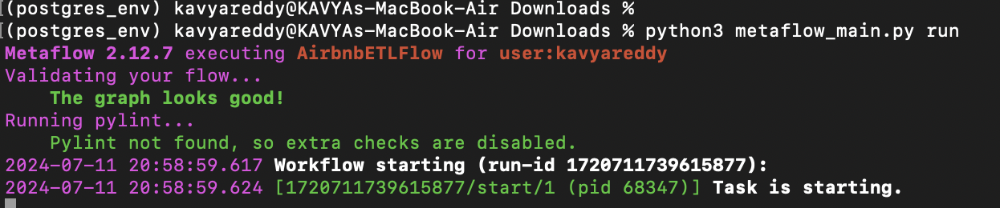 [(postgres_env) kavyareddy@KAVYAs-MacBook-Air Downloads %
[(postgres_env) kavyareddy@KAVYAs-MacBook-Air Downloads % python3 metaflow_main.py run
Metaflow 2.12.7 executing AirbnbETLFlow for user:kavyareddy
Validating your flow...
    The graph looks good!
Running pylint...
    Pylint not found, so extra checks are disabled.
2024-07-11 20:58:59.617 Workflow starting (run-id 1720711739615877):
2024-07-11 20:58:59.624 [1720711739615877/start/1 (pid 68347)] Task is starting.